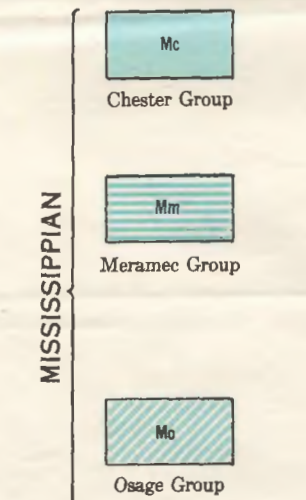 Mc
Chester Group
MISSISSIPPIAN
Mm
Meramec Group
Mo
Osage Group